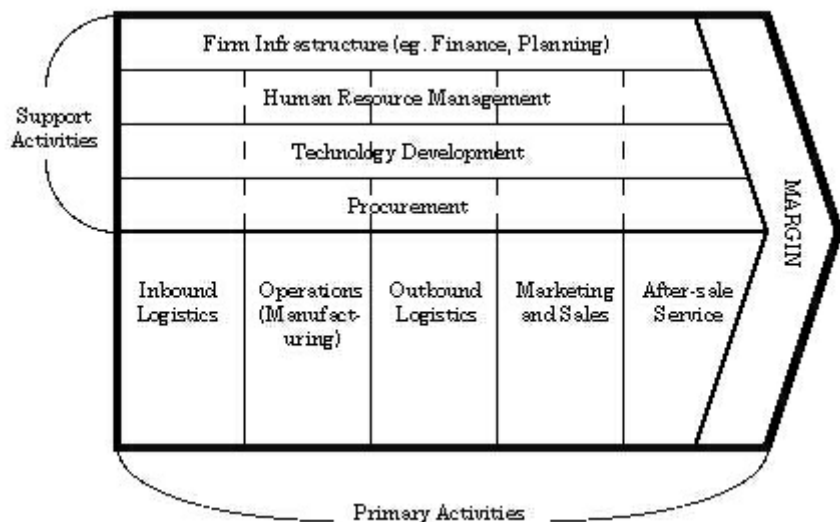 Firm Infrastructure (eg. Finance, Planning)
Human Resource Management
Support
Activities
Technology Development
Procurement
MARGIN
Inbound
Logistics
Operations
(Manufact-
uring)
Outbound
Logistics
Marketing
and Sales
After-sale
Service
Primary Activities